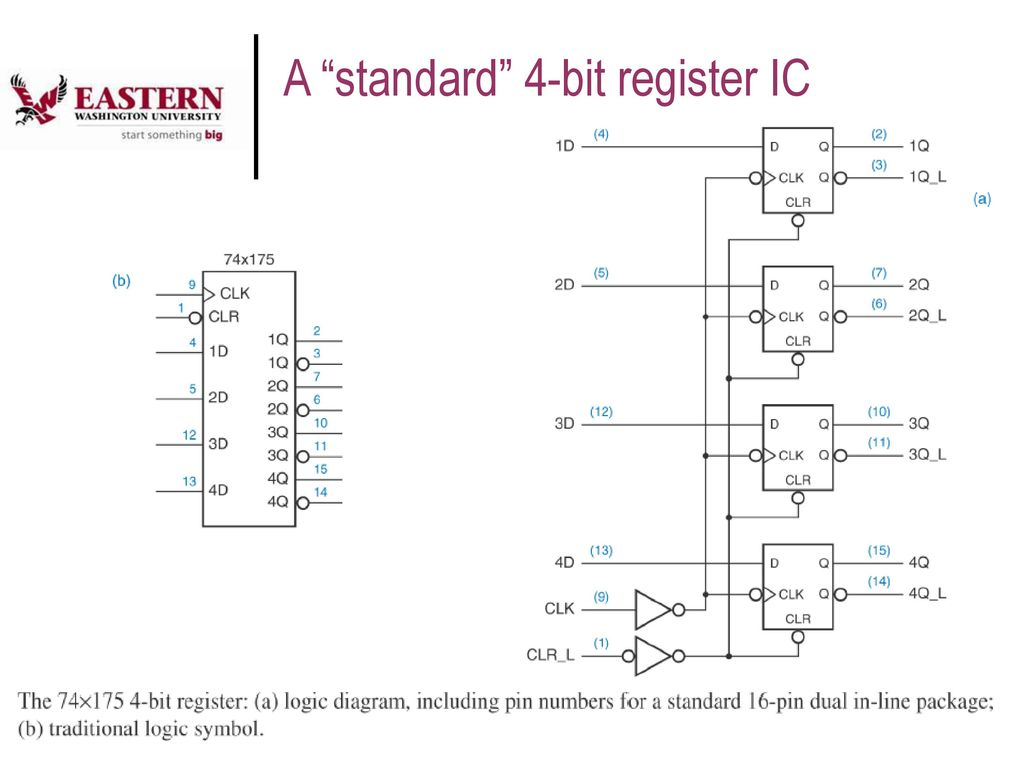 EASTERN
WASHINGTON UNIVERSITY
start something big
A “standard” 4-bit register IC
(b)
74x175
9 CLK
1 CLR
4 1D
5 2D
12 3D
13 4D
1Q 2
1Q 3
2Q 7
2Q 6
3Q 10
3Q 11
4Q 15
4Q 14
(a)
1D (4) D Q (2) 1Q
CLK Q (3) 1Q_L
CLR
2D (5) D Q (7) 2Q
CLK Q (6) 2Q_L
CLR
3D (12) D Q (10) 3Q
CLK Q (11) 3Q_L
CLR
4D (13) D Q (15) 4Q
CLK (9) CLK Q (14) 4Q_L
CLR
CLR_L (1)
The 74×175 4-bit register: (a) logic diagram, including pin numbers for a standard 16-pin dual in-line package;
(b) traditional logic symbol.